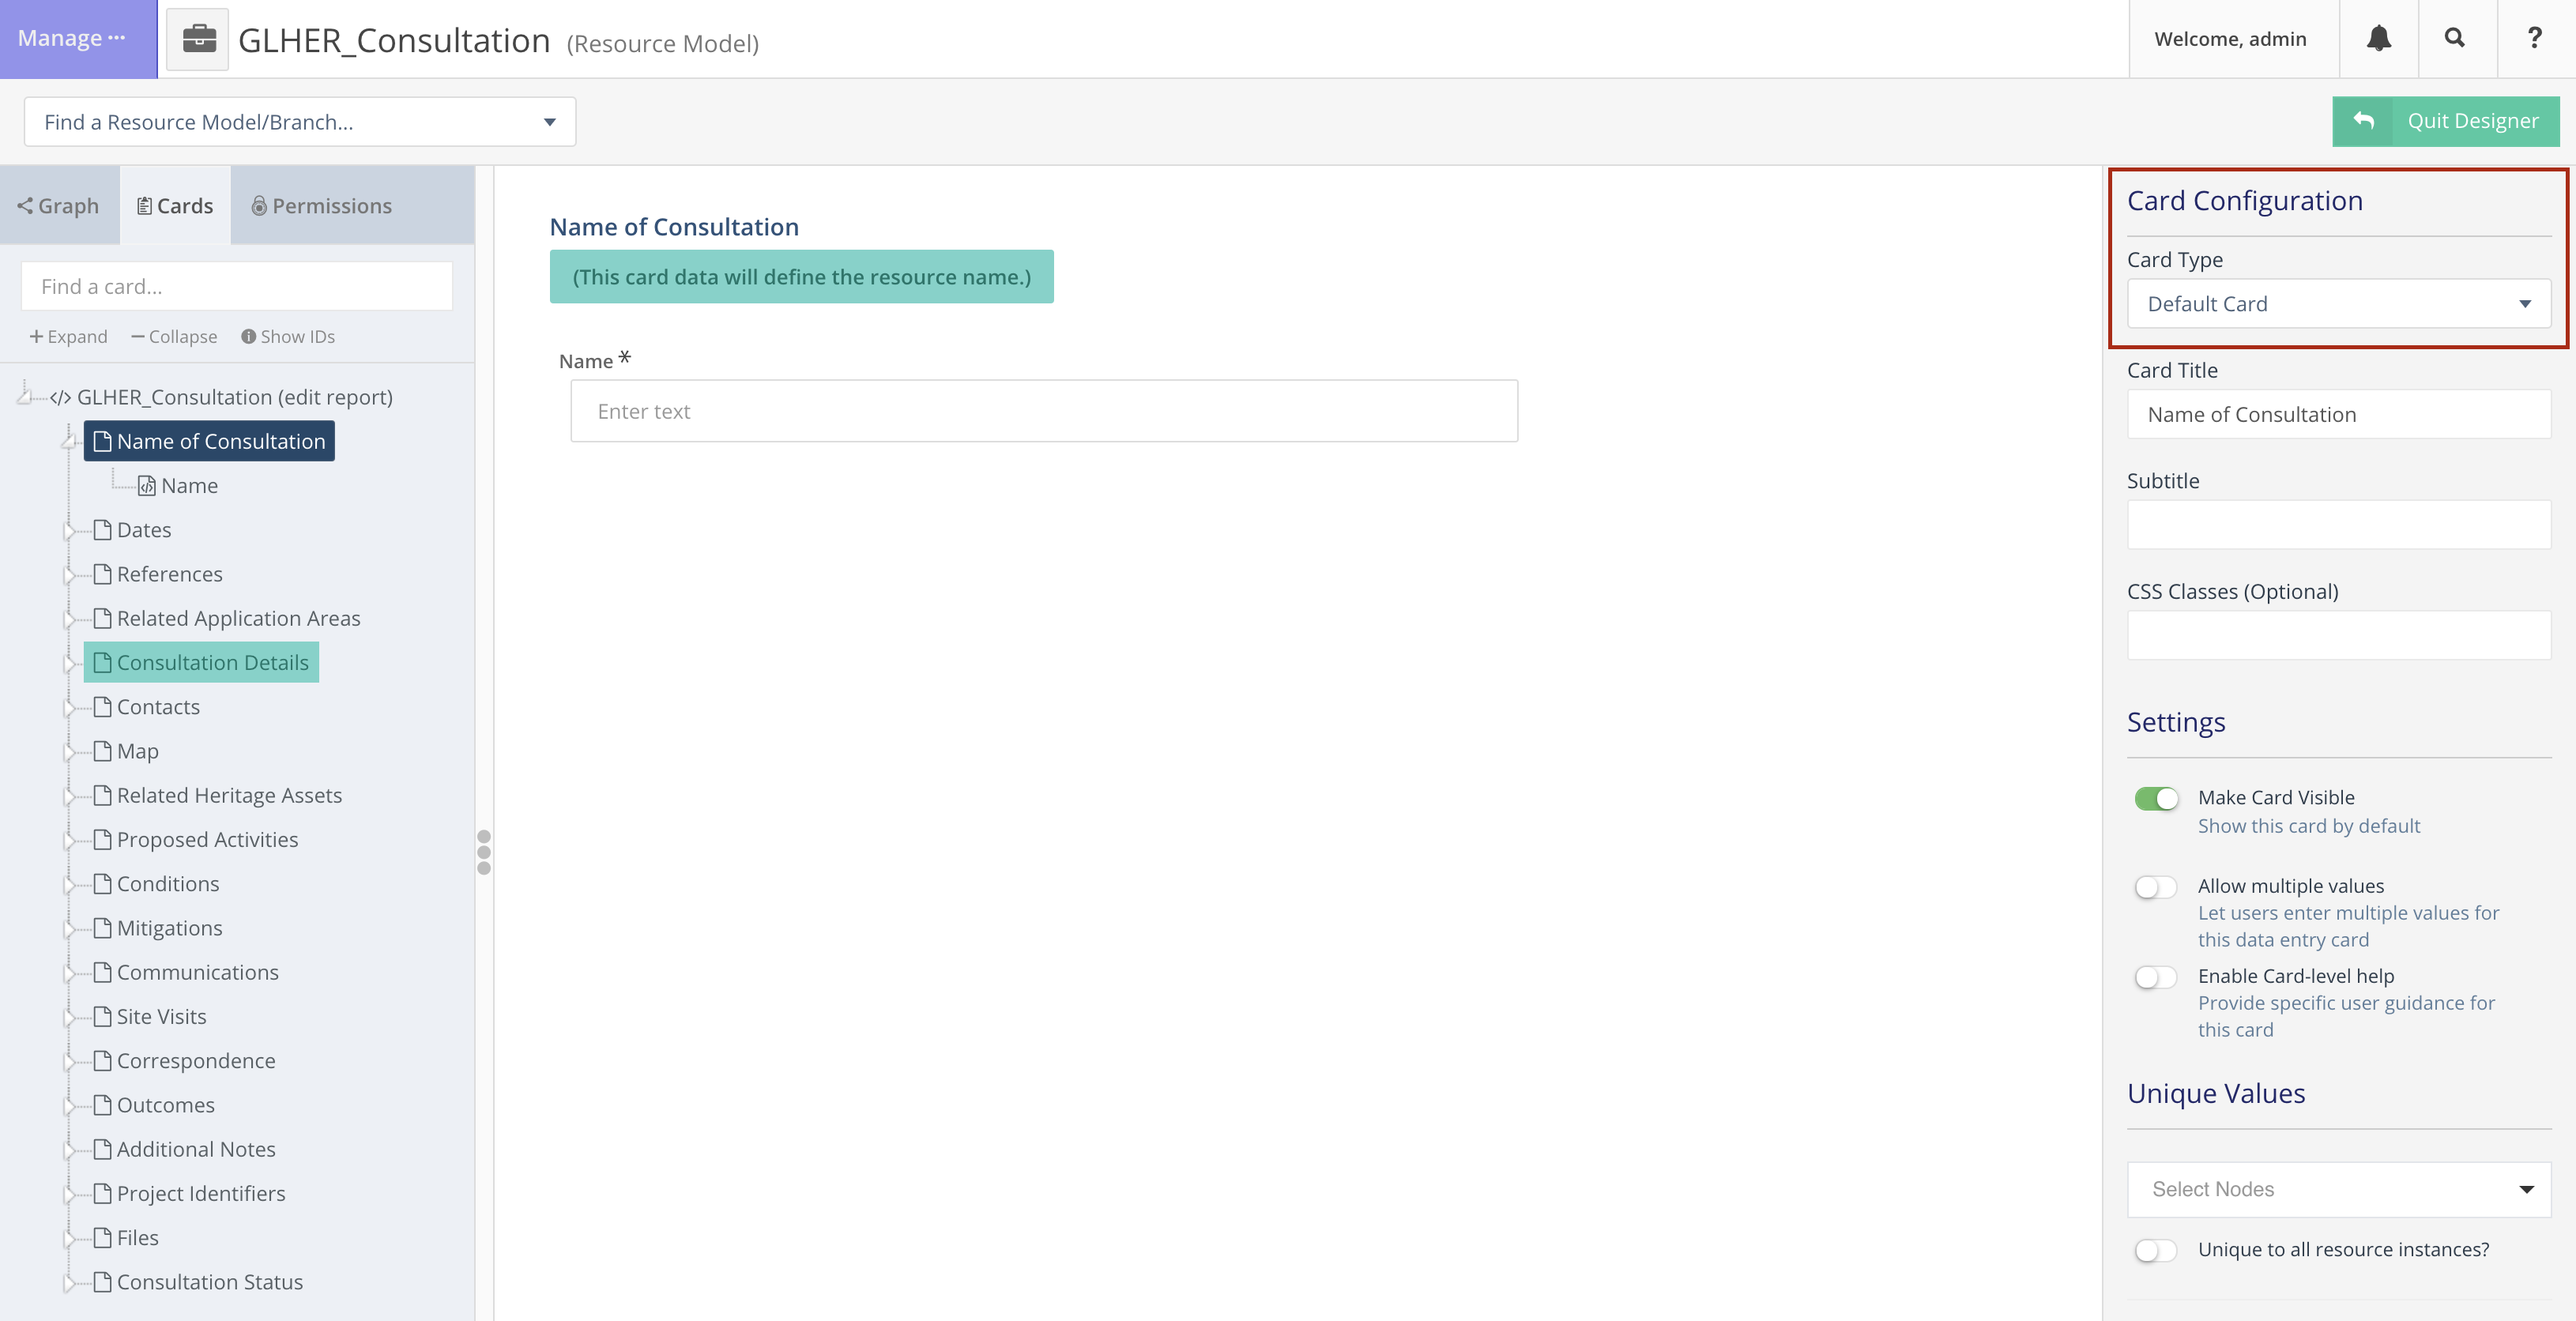 Manage ···
GLHER_Consultation (Resource Model)
Welcome, admin
?
Find a Resource Model/Branch...
Quit Designer
Graph
Cards
Permissions
Find a card...
Expand
Collapse
Show IDs
</> GLHER_Consultation (edit report)
Name of Consultation
Name
Dates
References
Related Application Areas
Consultation Details
Contacts
Map
Related Heritage Assets
Proposed Activities
Conditions
Mitigations
Communications
Site Visits
Correspondence
Outcomes
Additional Notes
Project Identifiers
Files
Consultation Status
Name of Consultation
(This card data will define the resource name.)
Name *
Enter text
Card Configuration
Card Type
Default Card
Card Title
Name of Consultation
Subtitle
CSS Classes (Optional)
Settings
Make Card Visible
Show this card by default
Allow multiple values
Let users enter multiple values for
this data entry card
Enable Card-level help
Provide specific user guidance for
this card
Unique Values
Select Nodes
Unique to all resource instances?